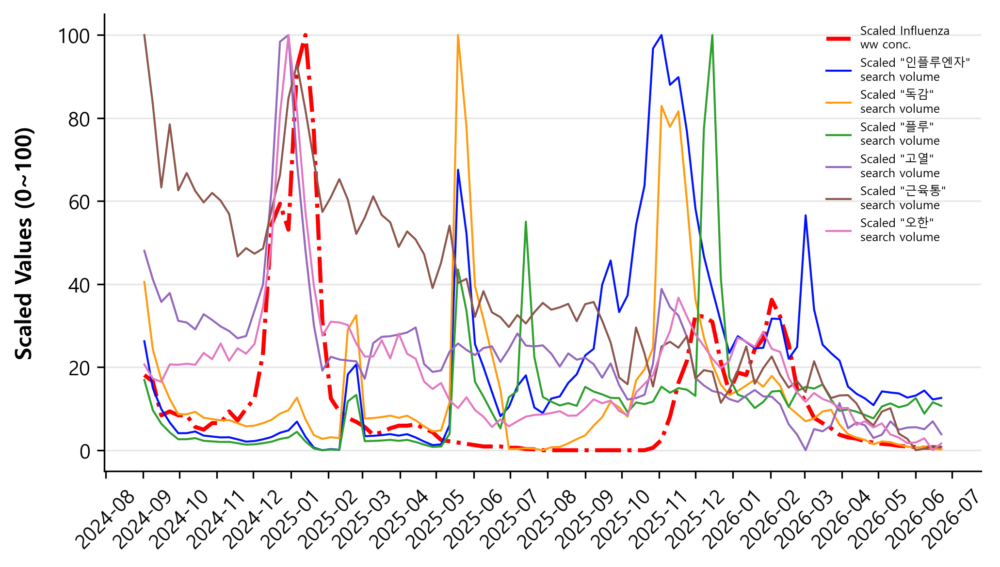 Scaled Values (0~100)
100
80
60
40
20
0
Scaled Influenza
ww conc.
Scaled "인플루엔자"
search volume
Scaled "독감"
search volume
Scaled "플루"
search volume
Scaled "고열"
search volume
Scaled "근육통"
search volume
Scaled "오한"
search volume
2024-08
2024-09
2024-10
2024-11
2024-12
2025-01
2025-02
2025-03
2025-04
2025-05
2025-06
2025-07
2025-08
2025-09
2025-10
2025-11
2025-12
2026-01
2026-02
2026-03
2026-04
2026-05
2026-06
2026-07